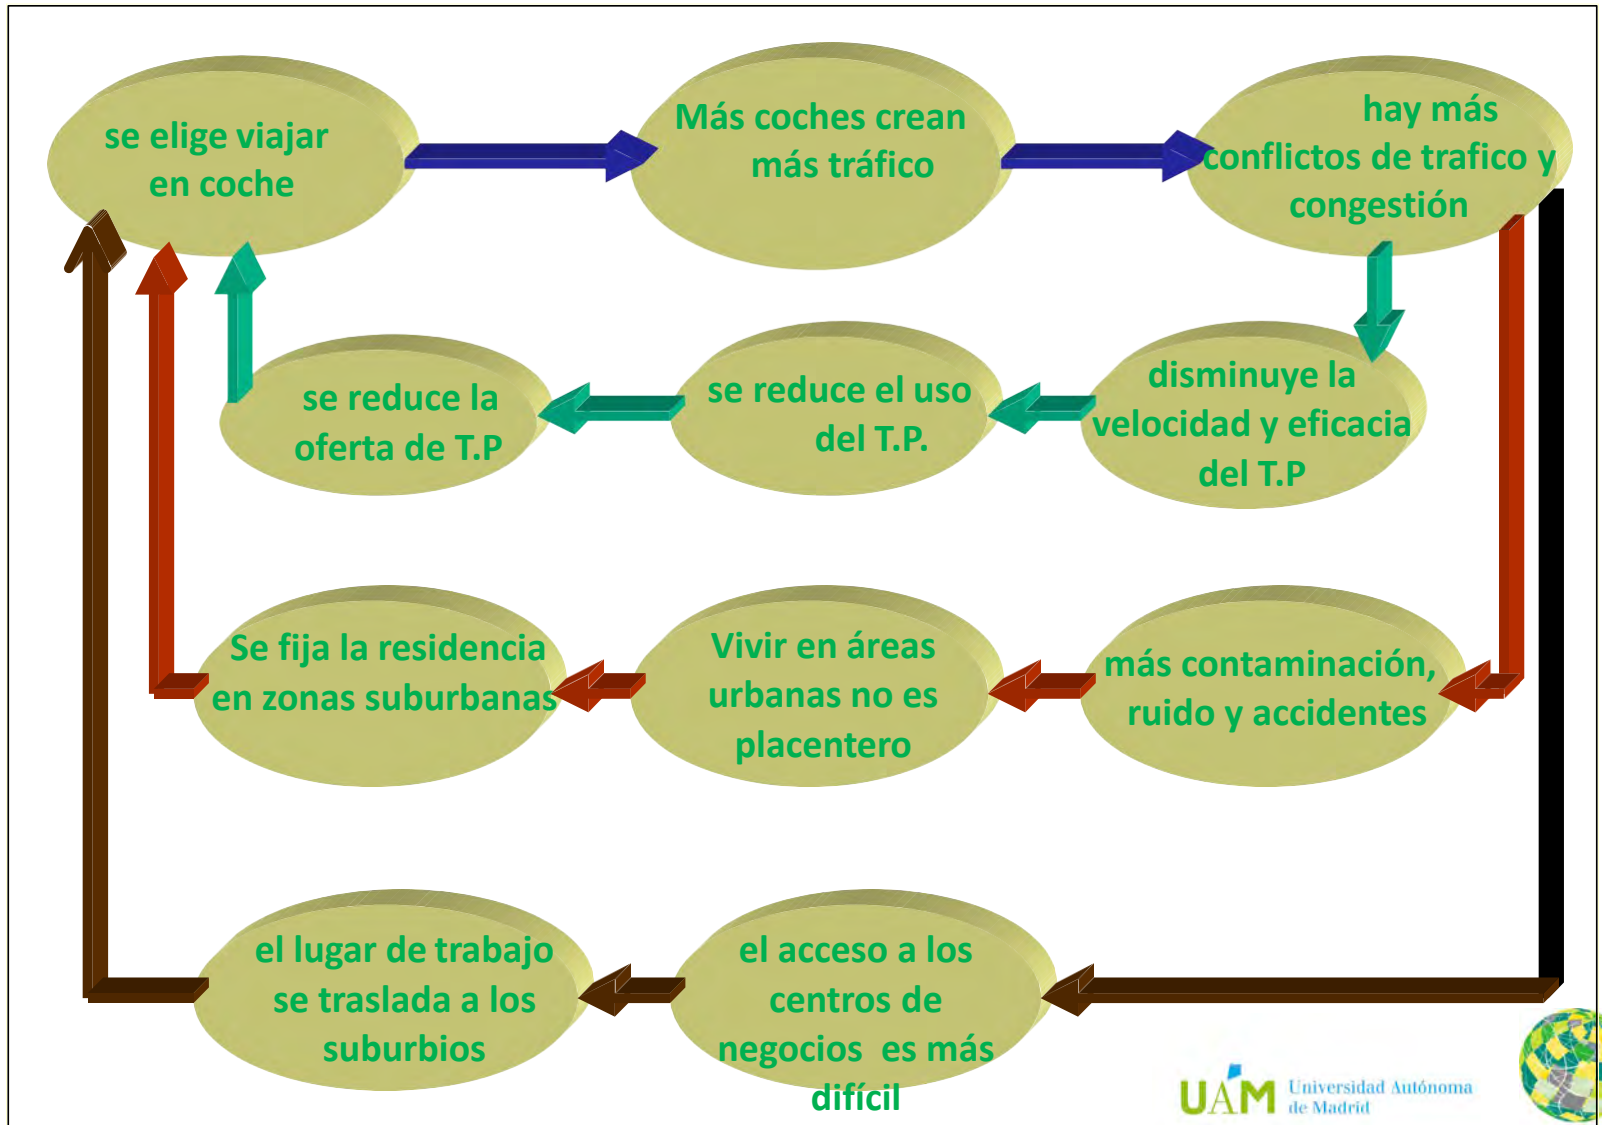 se elige viajar
en coche
Más coches crean
más tráfico
hay más
conflictos de trafico y
congestión
se reduce la
oferta de T.P
se reduce el uso
del T.P.
disminuye la
velocidad y eficacia
del T.P
Se fija la residencia
en zonas suburbanas
Vivir en áreas
urbanas no es
placentero
más contaminación,
ruido y accidentes
el lugar de trabajo
se traslada a los
suburbios
el acceso a los
centros de
negocios es más
difícil
UAM Universidad Autónoma
de Madrid